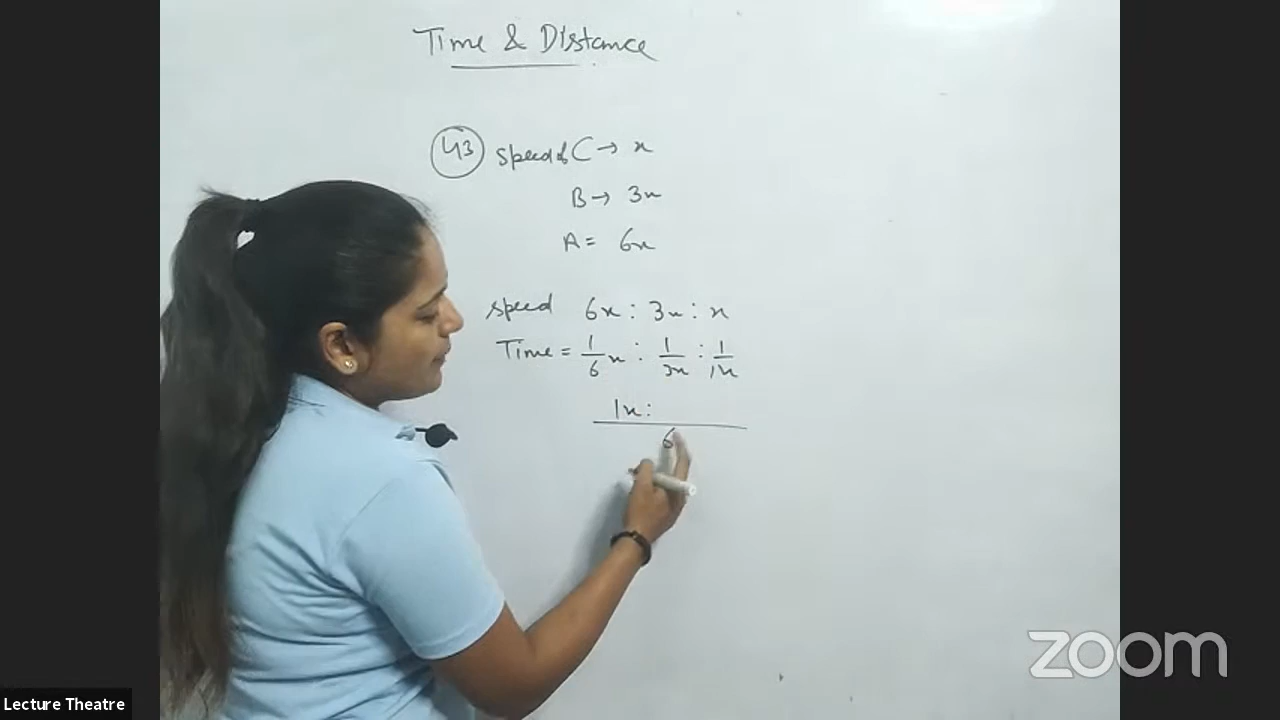 Time & Distance
43 Speed of C → x
B → 3x
A = 6x
Speed 6x : 3x : x
Time = 1/6 x : 1/3x : 1/1x
1x :
6
zoom
Lecture Theatre